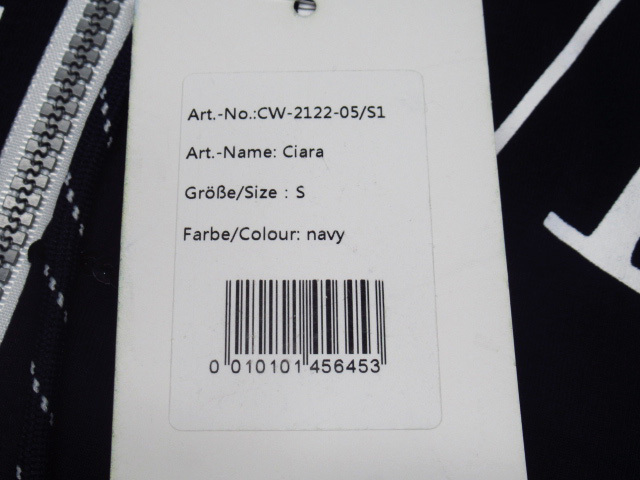 Art.-No.:CW-2122-05/S1
Art.-Name: Ciara
Größe/Size : S
Farbe/Colour: navy
0 010101 456453